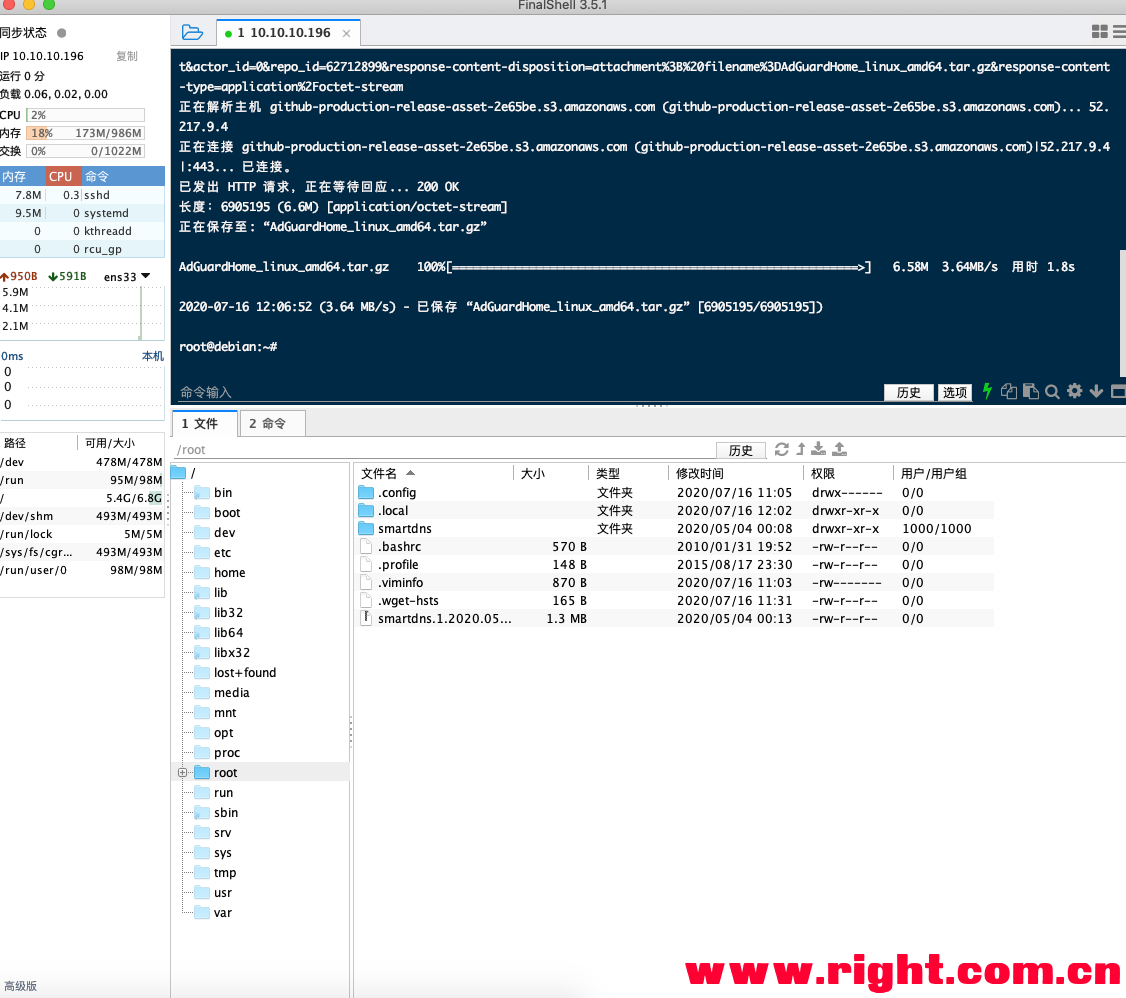 FinalShell 3.5.1
同步状态
IP 10.10.10.196 复制
运行 0 分
负载 0.06, 0.02, 0.00
CPU 2%
内存 18% 173M/986M
交换 0% 0/1022M
内存 CPU 命令
7.8M 0.3 sshd
9.5M 0 systemd
0 0 kthreadd
0 0 rcu_gp
950B 591B ens33
5.9M
4.1M
2.1M
0ms 本机
0
0
0
路径 可用/大小
/dev 478M/478M
/run 95M/98M
/ 5.4G/6.8G
/dev/shm 493M/493M
/run/lock 5M/5M
/sys/fs/cgr... 493M/493M
/run/user/0 98M/98M
高级版
1 10.10.10.196
t&actor_id=0&repo_id=62712899&response-content-disposition=attachment%3B%20filename%3DAdGuardHome_linux_amd64.tar.gz&response-content
-type=application%2Foctet-stream
正在解析主机 github-production-release-asset-2e65be.s3.amazonaws.com (github-production-release-asset-2e65be.s3.amazonaws.com)... 52.
217.9.4
正在连接 github-production-release-asset-2e65be.s3.amazonaws.com (github-production-release-asset-2e65be.s3.amazonaws.com)|52.217.9.4
|:443... 已连接。
已发出 HTTP 请求，正在等待回应... 200 OK
长度：6905195 (6.6M) [application/octet-stream]
正在保存至: “AdGuardHome_linux_amd64.tar.gz”
AdGuardHome_linux_amd64.tar.gz 100%[==========================================================>] 6.58M 3.64MB/s 用时 1.8s
2020-07-16 12:06:52 (3.64 MB/s) - 已保存 “AdGuardHome_linux_amd64.tar.gz” [6905195/6905195])
root@debian:~#
命令输入 历史 选项
1 文件 2 命令
/root 历史
/
bin
boot
dev
etc
home
lib
lib32
lib64
libx32
lost+found
media
mnt
opt
proc
root
run
sbin
srv
sys
tmp
usr
var
文件名 大小 类型 修改时间 权限 用户/用户组
.config 文件夹 2020/07/16 11:05 drwx------ 0/0
.local 文件夹 2020/07/16 12:02 drwxr-xr-x 0/0
smartdns 文件夹 2020/05/04 00:08 drwxr-xr-x 1000/1000
.bashrc 570 B 2010/01/31 19:52 -rw-r--r-- 0/0
.profile 148 B 2015/08/17 23:30 -rw-r--r-- 0/0
.viminfo 870 B 2020/07/16 11:03 -rw------- 0/0
.wget-hsts 165 B 2020/07/16 11:31 -rw-r--r-- 0/0
smartdns.1.2020.05... 1.3 MB 2020/05/04 00:13 -rw-r--r-- 0/0
www.right.com.cn